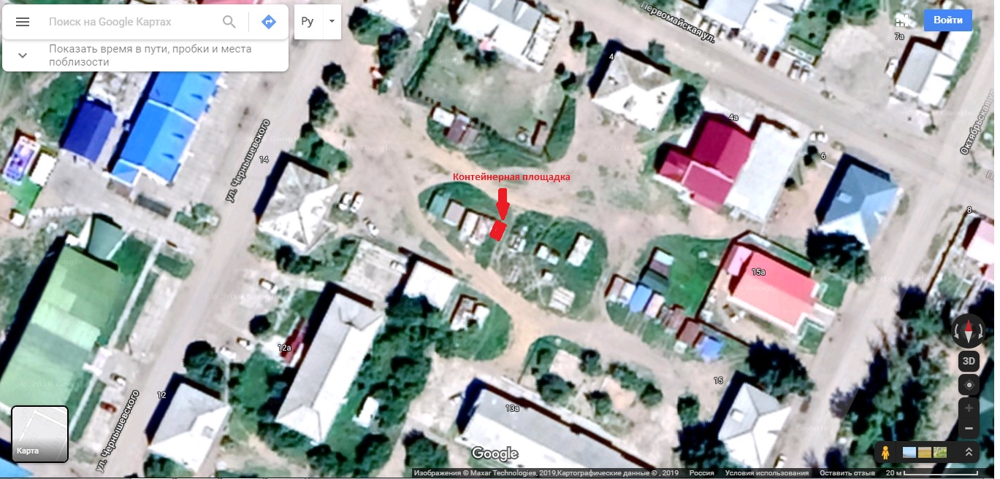 Поиск на Google Картах
Ру
Показать время в пути, пробки и места
поблизости
Войти
Первомайская ул.
7а
4
4а
6
8
14
ул. Чернышевского
Контейнерная площадка
15а
12а
12
13а
15
ул. Чернышевского
3D
Карта
Google
Изображения © Maxar Technologies, 2019,Картографические данные © , 2019 Россия Условия использования Оставить отзыв 20 м